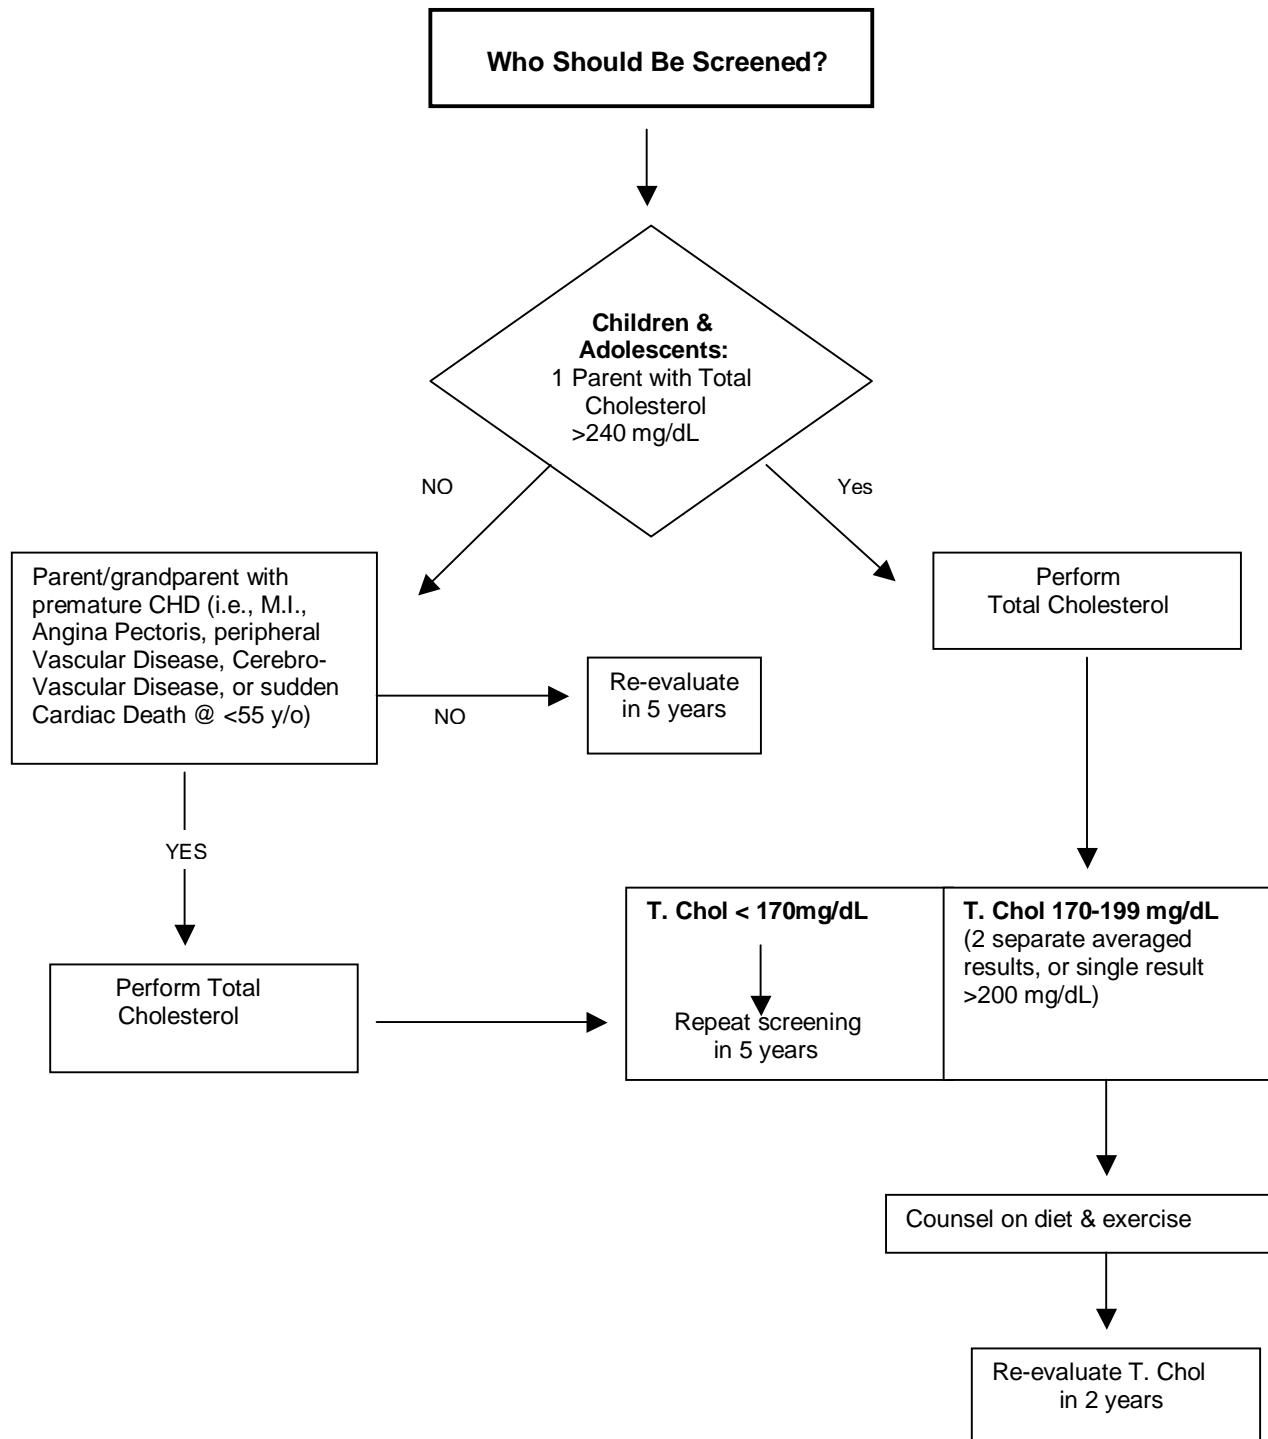 Who Should Be Screened?
Children &
Adolescents:
1 Parent with Total
Cholesterol
>240 mg/dL
NO
Yes
Parent/grandparent with
premature CHD (i.e., M.I.,
Angina Pectoris, peripheral
Vascular Disease, Cerebro-
Vascular Disease, or sudden
Cardiac Death @ <55 y/o)
Perform
Total Cholesterol
Re-evaluate
in 5 years
NO
YES
Perform Total
Cholesterol
T. Chol < 170mg/dL
Repeat screening
in 5 years
T. Chol 170-199 mg/dL
(2 separate averaged
results, or single result
>200 mg/dL)
Counsel on diet & exercise
Re-evaluate T. Chol
in 2 years